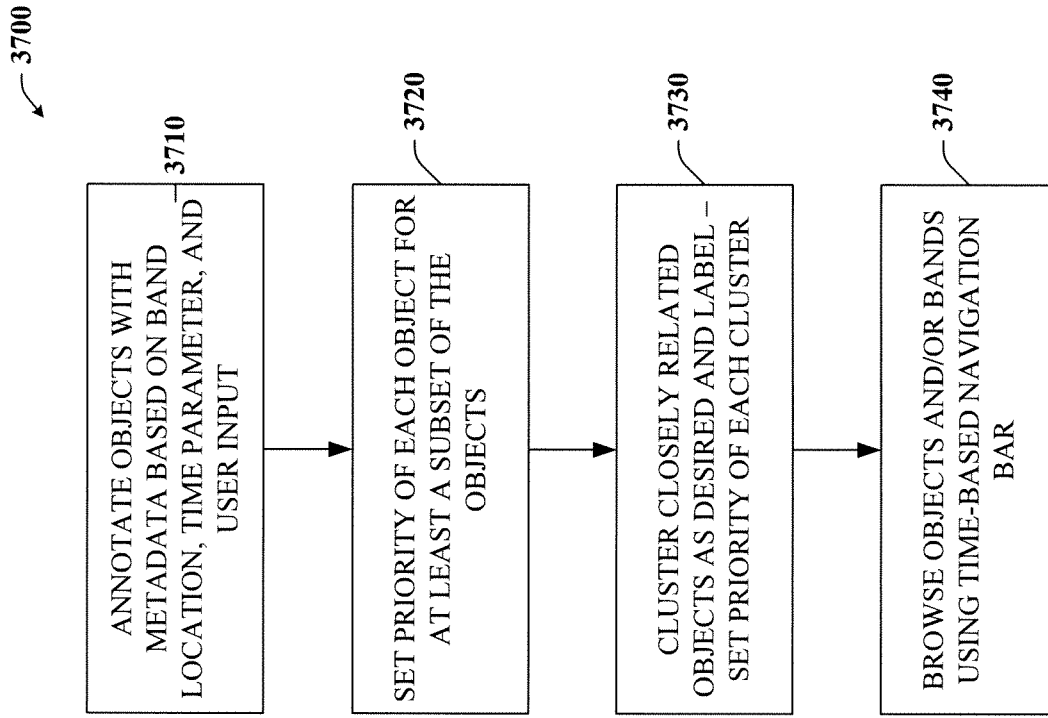 3700
ANNOTATE OBJECTS WITH
METADATA BASED ON BAND
LOCATION, TIME PARAMETER, AND
USER INPUT
3710
SET PRIORITY OF EACH OBJECT FOR
AT LEAST A SUBSET OF THE
OBJECTS
3720
CLUSTER CLOSELY RELATED
OBJECTS AS DESIRED AND LABEL –
SET PRIORITY OF EACH CLUSTER
3730
BROWSE OBJECTS AND/OR BANDS
USING TIME-BASED NAVIGATION
BAR
3740